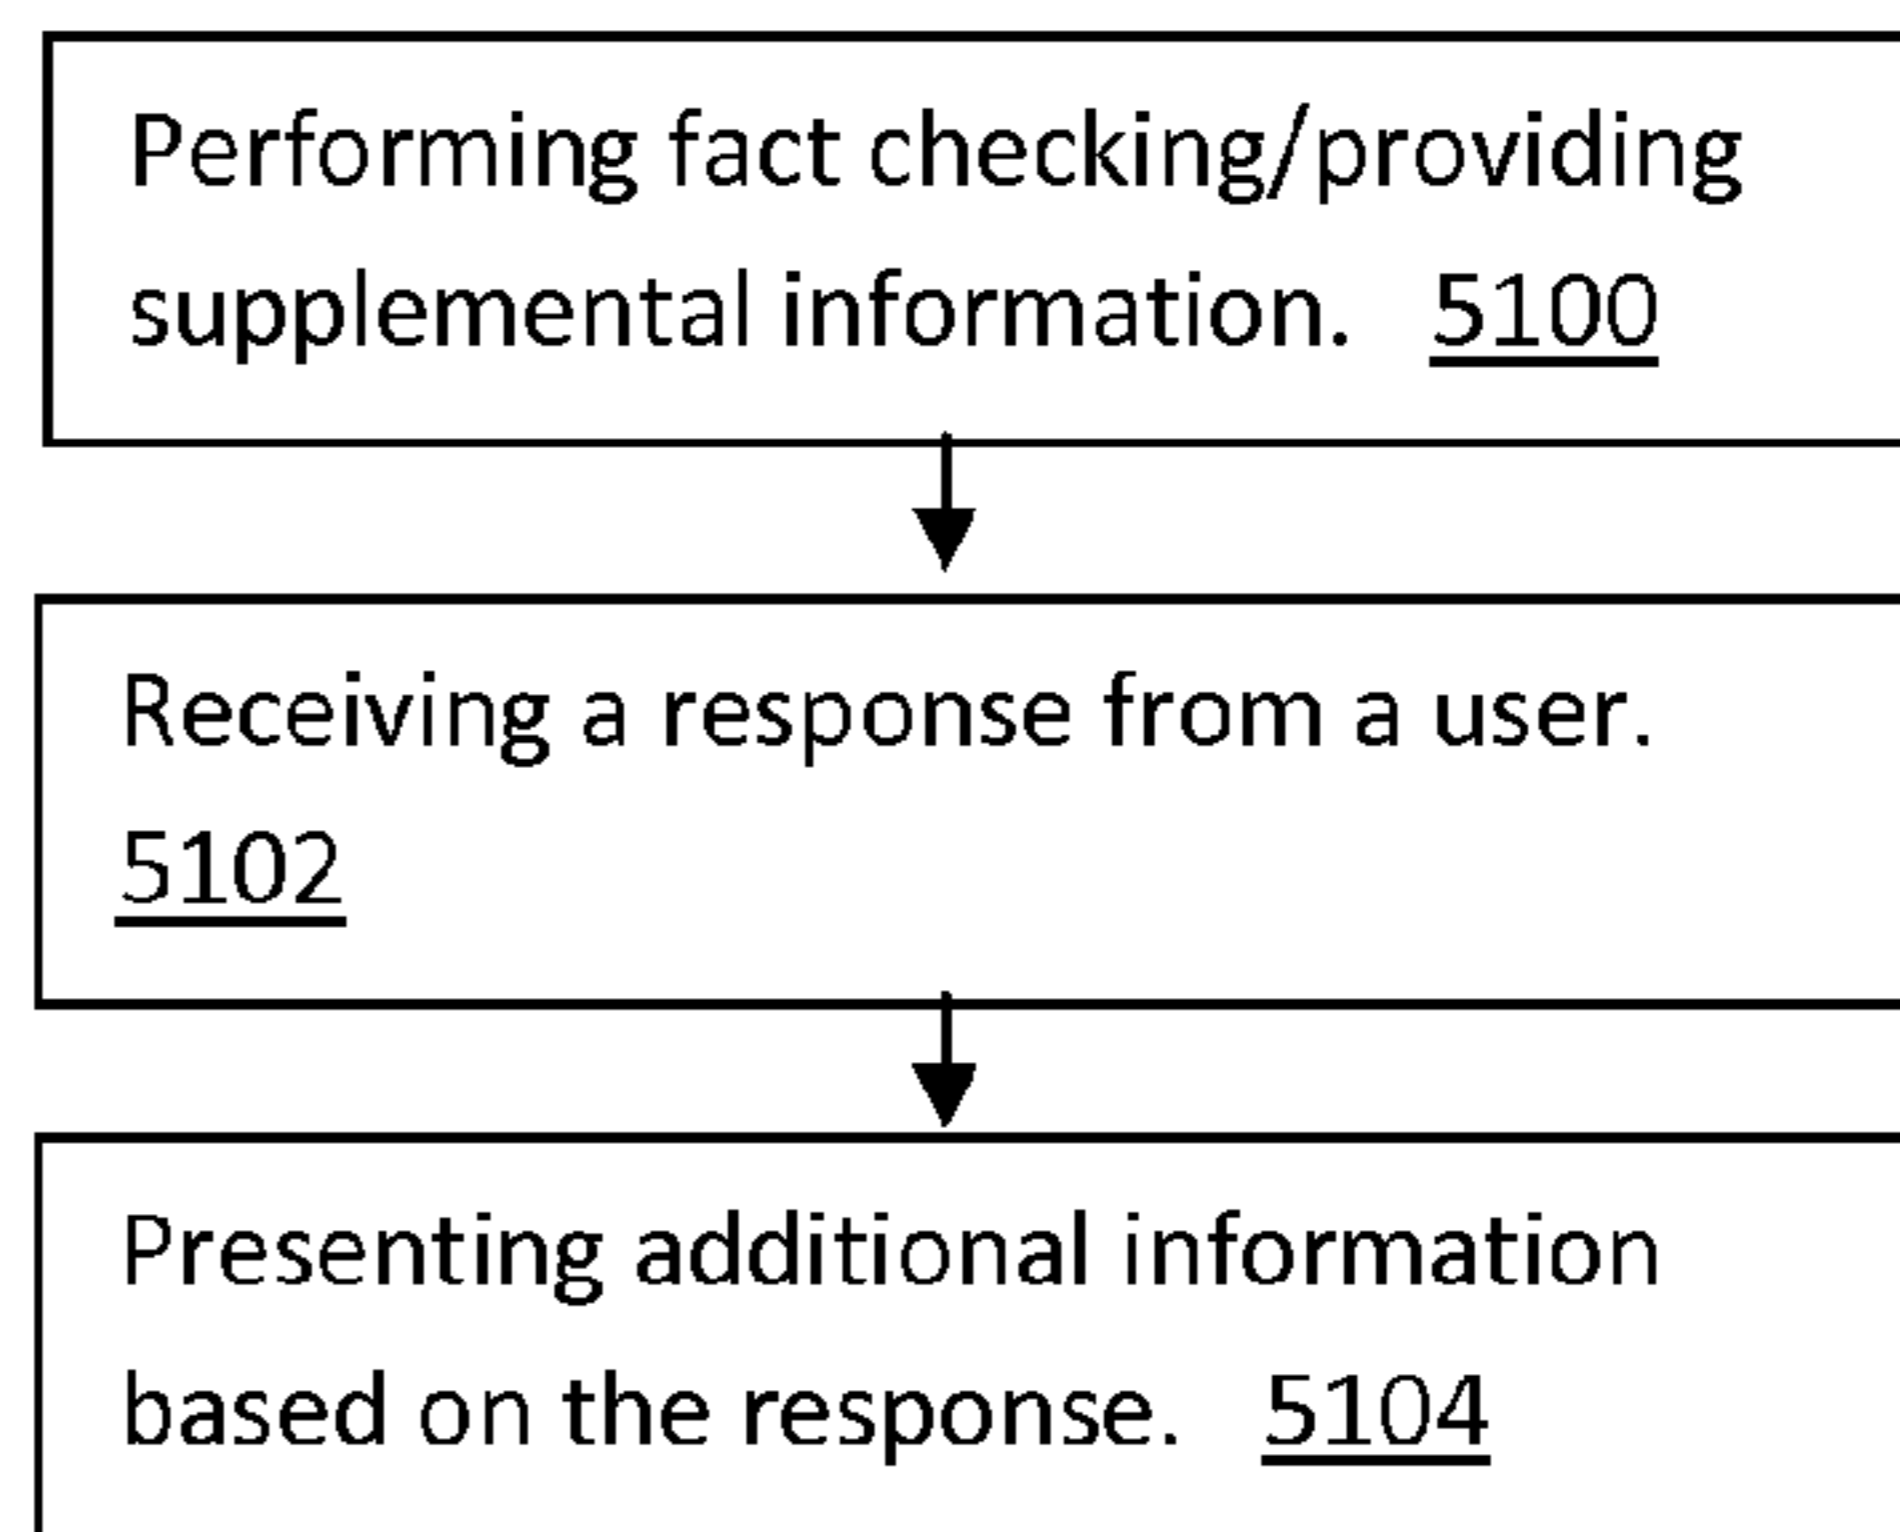 Performing fact checking/providing
supplemental information. 5100
Receiving a response from a user.
5102
Presenting additional information
based on the response. 5104